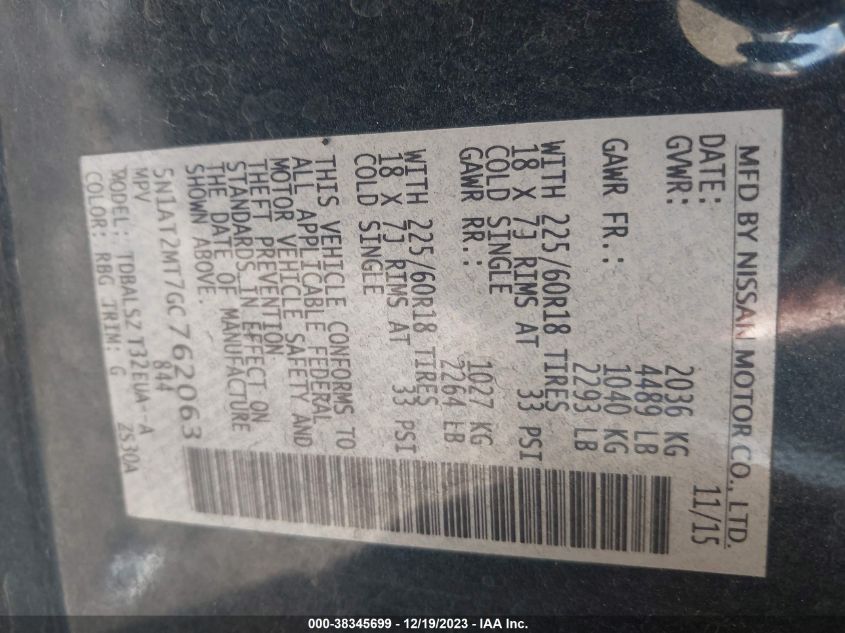 MFD BY NISSAN MOTOR CO., LTD.
DATE: 11/15
GVWR: 2036 KG
4489 LB
GAWR FR.: 1040 KG
2293 LB
WITH 225/60R18 TIRES
18 X 7J RIMS AT 33 PSI
COLD SINGLE
GAWR RR.: 1027 KG
2264 LB
WITH 225/60R18 TIRES
18 X 7J RIMS AT 33 PSI
COLD SINGLE
THIS VEHICLE CONFORMS TO
ALL APPLICABLE FEDERAL
MOTOR VEHICLE SAFETY AND
THEFT PREVENTION
STANDARDS IN EFFECT ON
THE DATE OF MANUFACTURE
SHOWN ABOVE.
5N1AT2MT7GC762063
MPV 844
MODEL: TDBALSZ T32EUA--A
COLOR: RBG TRIM: G 2S30A
000-38345699 - 12/19/2023 - IAA Inc.